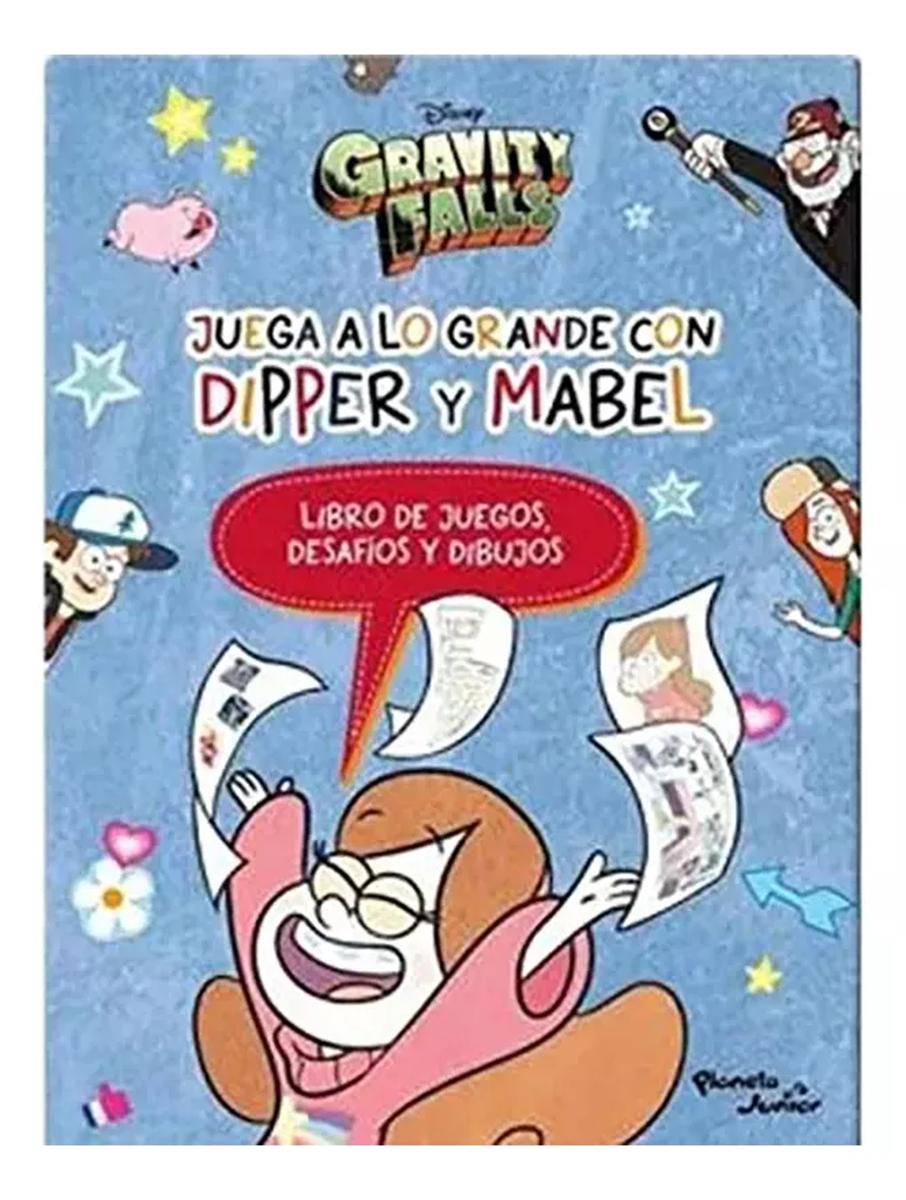 Disney
GRAVITY
FALLS
JUEGA A LO GRANDE CON
DIPPER Y MABEL
LIBRO DE JUEGOS,
DESAFÍOS Y DIBUJOS
Planeta
Junior